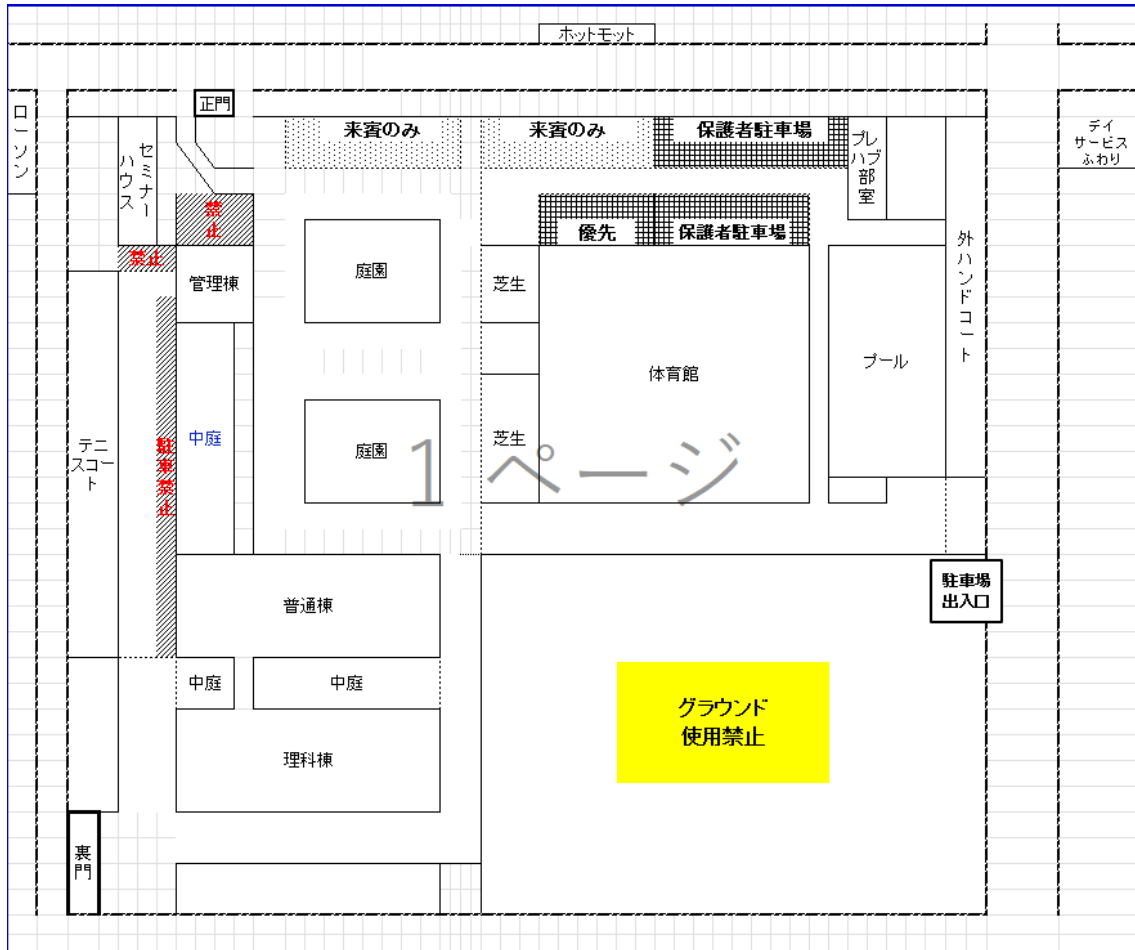 ホットモット
ローソン
正門
来賓のみ
来賓のみ
保護者駐車場
プレハブ部室
デイ
サービス
ふわり
セミナー
ハウス
禁止
優先
保護者駐車場
外ハンドコート
禁止
管理棟
庭園
芝生
体育館
プール
テニ
スコー
ト
駐車禁止
中庭
庭園
芝生
1 ページ
駐車場
出入口
普通棟
中庭
中庭
グラウンド
使用禁止
理科棟
裏門